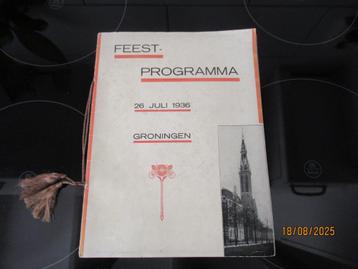 FEEST-
PROGRAMMA
26 JULI 1936
GRONINGEN
18/08/2025